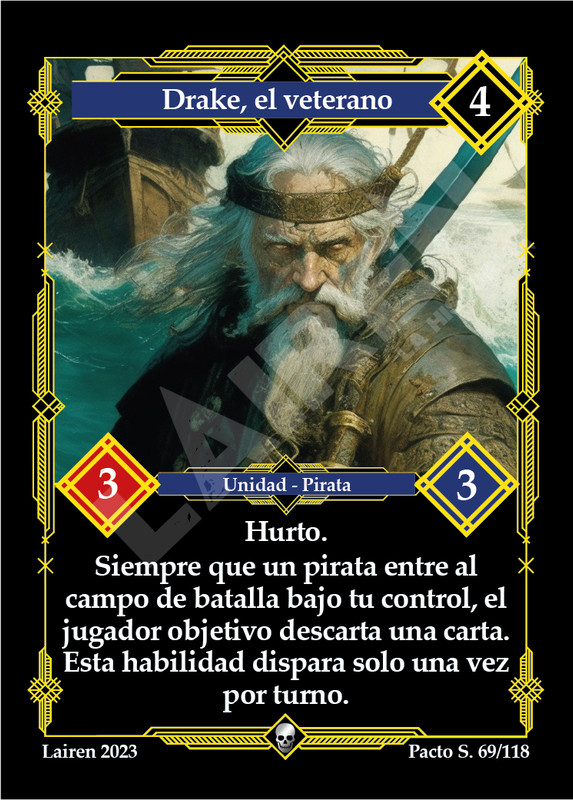 Drake, el veterano
4
3
Unidad - Pirata
3
Hurto.
Siempre que un pirata entre al
campo de batalla bajo tu control, el
jugador objetivo descarta una carta.
Esta habilidad dispara solo una vez
por turno.
Lairen 2023
Pacto S. 69/118